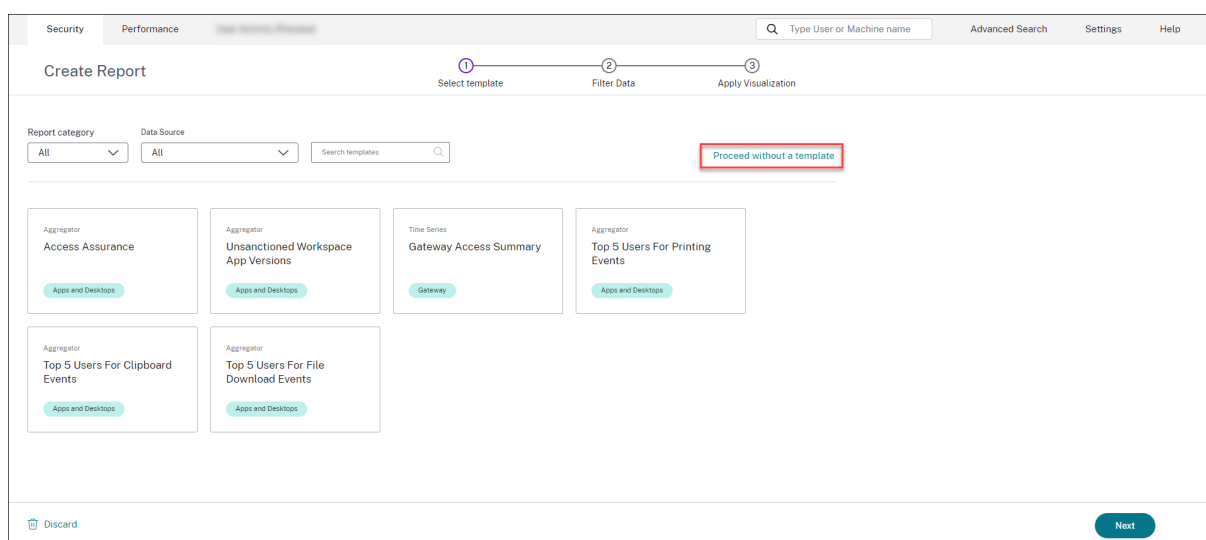 Security Performance Type User or Machine name Advanced Search Settings Help
Create Report
1 2 3
Select template Filter Data Apply Visualization
Report category Data Source
All All Search templates Proceed without a template
Aggregator Aggregator Time Series Aggregator
Access Assurance Unsanctioned Workspace Gateway Access Summary Top 5 Users For Printing
App Versions Events
Apps and Desktops Apps and Desktops Gateway Apps and Desktops
Aggregator Aggregator
Top 5 Users For Clipboard Top 5 Users For File
Events Download Events
Apps and Desktops Apps and Desktops
Discard Next